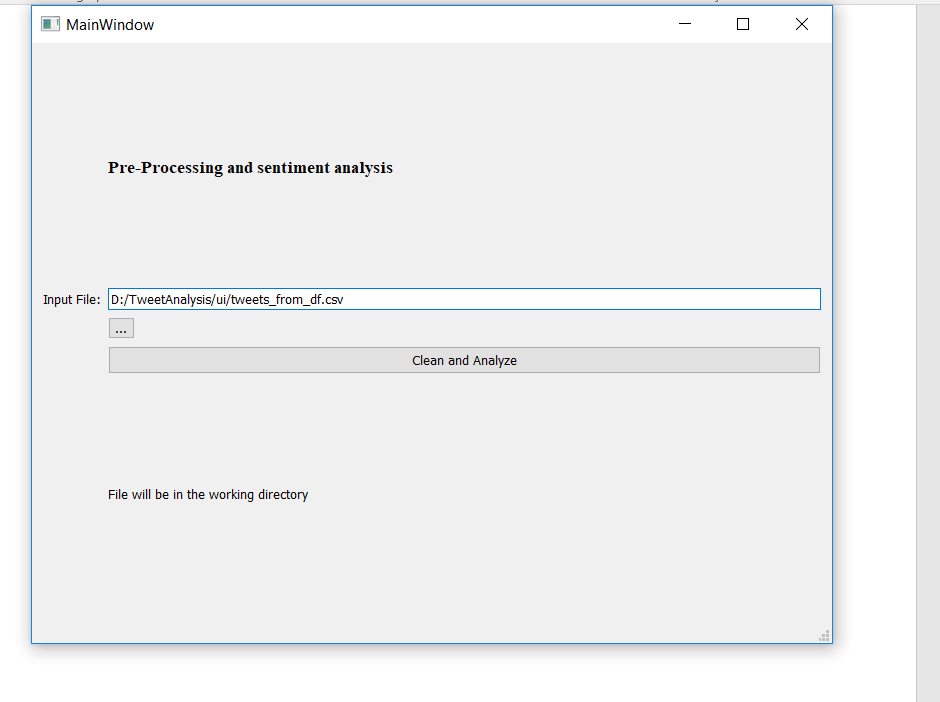 MainWindow
Pre-Processing and sentiment analysis
Input File: D:/TweetAnalysis/ui/tweets_from_df.csv
...
Clean and Analyze
File will be in the working directory